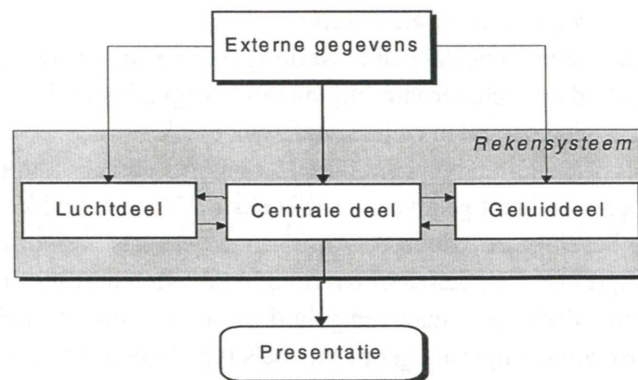 Externe gegevens
Rekensysteem
Luchtdeel
Centrale deel
Geluiddeel
Presentatie